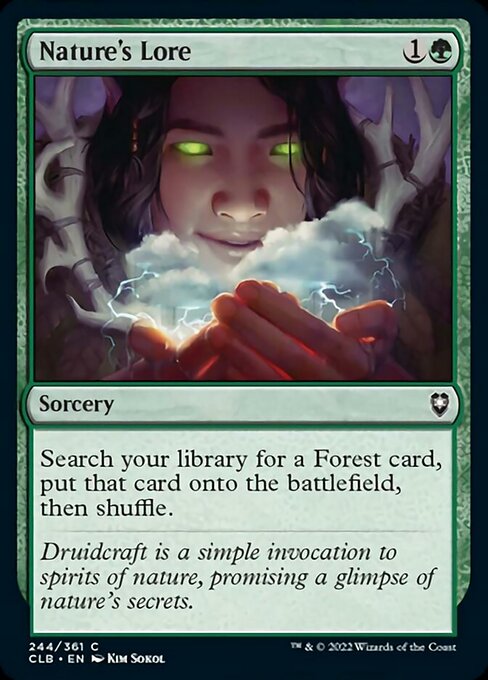 Nature's Lore 1
Sorcery
Search your library for a Forest card,
put that card onto the battlefield,
then shuffle.
Druidcraft is a simple invocation to
spirits of nature, promising a glimpse of
nature's secrets.
244/361 C
™ & © 2022 Wizards of the Coast
CLB • EN Kim Sokol